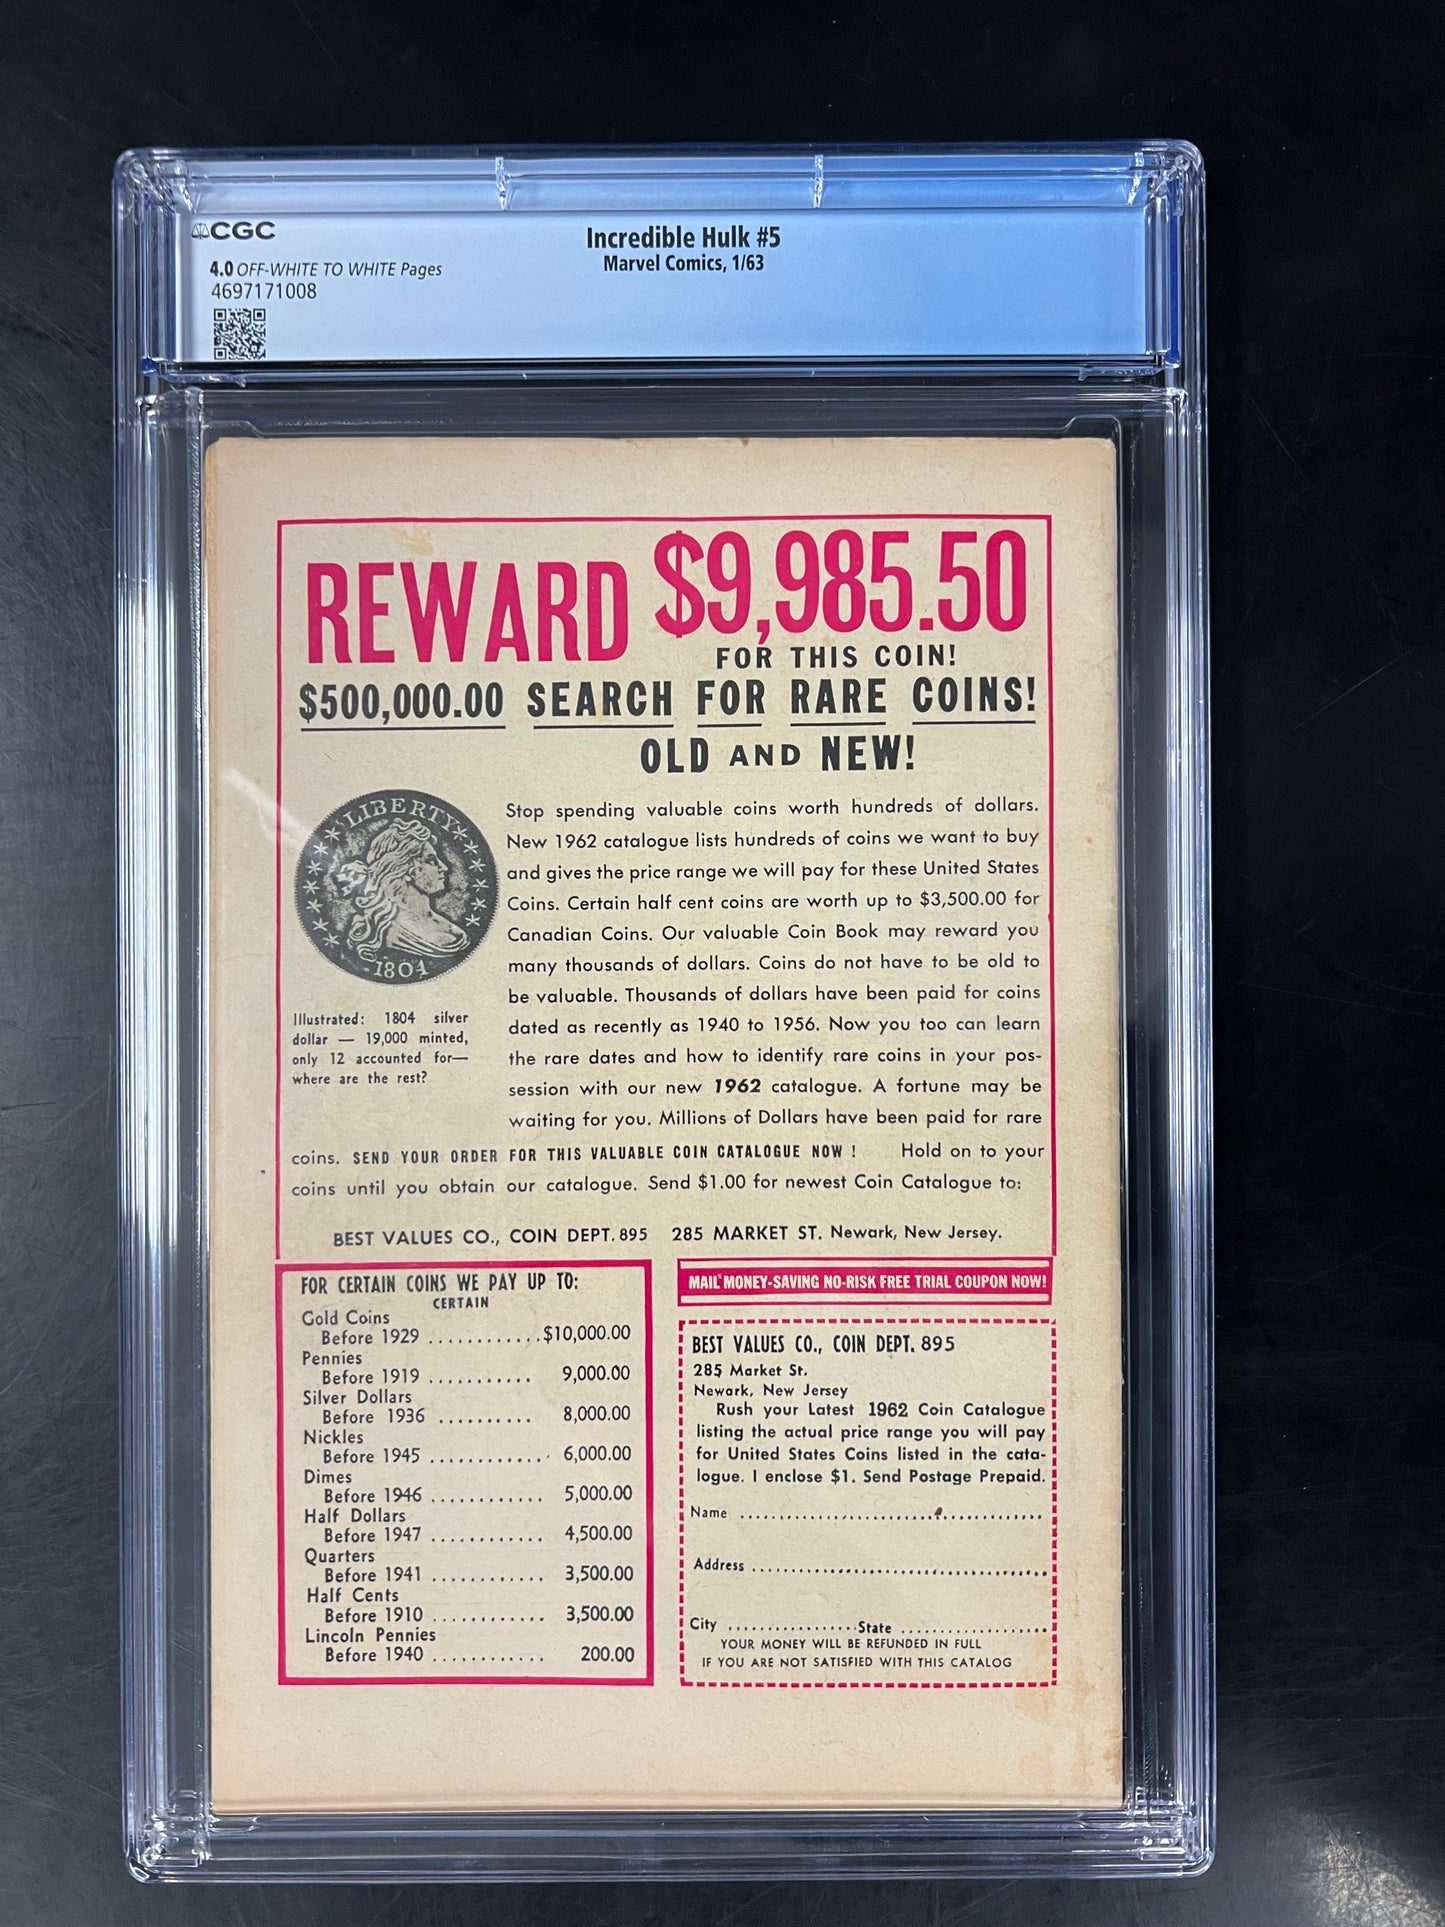 CGC
Incredible Hulk #5
Marvel Comics, 1/63
4.0 OFF-WHITE TO WHITE Pages
4697171008
REWARD $9,985.50
FOR THIS COIN!
$500,000.00 SEARCH FOR RARE COINS!
OLD AND NEW!
LIBERTY
1804
Illustrated: 1804 silver
dollar — 19,000 minted,
only 12 accounted for—
where are the rest?
Stop spending valuable coins worth hundreds of dollars.
New 1962 catalogue lists hundreds of coins we want to buy
and gives the price range we will pay for these United States
Coins. Certain half cent coins are worth up to $3,500.00 for
Canadian Coins. Our valuable Coin Book may reward you
many thousands of dollars. Coins do not have to be old to
be valuable. Thousands of dollars have been paid for coins
dated as recently as 1940 to 1956. Now you too can learn
the rare dates and how to identify rare coins in your pos-
session with our new 1962 catalogue. A fortune may be
waiting for you. Millions of Dollars have been paid for rare
coins. SEND YOUR ORDER FOR THIS VALUABLE COIN CATALOGUE NOW ! Hold on to your
coins until you obtain our catalogue. Send $1.00 for newest Coin Catalogue to:
BEST VALUES CO., COIN DEPT. 895 285 MARKET ST. Newark, New Jersey.
FOR CERTAIN COINS WE PAY UP TO:
CERTAIN
Gold Coins
Before 1929 ............$10,000.00
Pennies
Before 1919 ........... 9,000.00
Silver Dollars
Before 1936 .......... 8,000.00
Nickles
Before 1945 ............ 6,000.00
Dimes
Before 1946 ............ 5,000.00
Half Dollars
Before 1947 ............ 4,500.00
Quarters
Before 1941 ............ 3,500.00
Half Cents
Before 1910 ............ 3,500.00
Lincoln Pennies
Before 1940 ............ 200.00
MAIL MONEY-SAVING NO-RISK FREE TRIAL COUPON NOW!
BEST VALUES CO., COIN DEPT. 895
285 Market St.
Newark, New Jersey
Rush your Latest 1962 Coin Catalogue
listing the actual price range you will pay
for United States Coins listed in the cata-
logue. I enclose $1. Send Postage Prepaid.
Name ........................................
Address ........................................
City ................State ....................
YOUR MONEY WILL BE REFUNDED IN FULL
IF YOU ARE NOT SATISFIED WITH THIS CATALOG